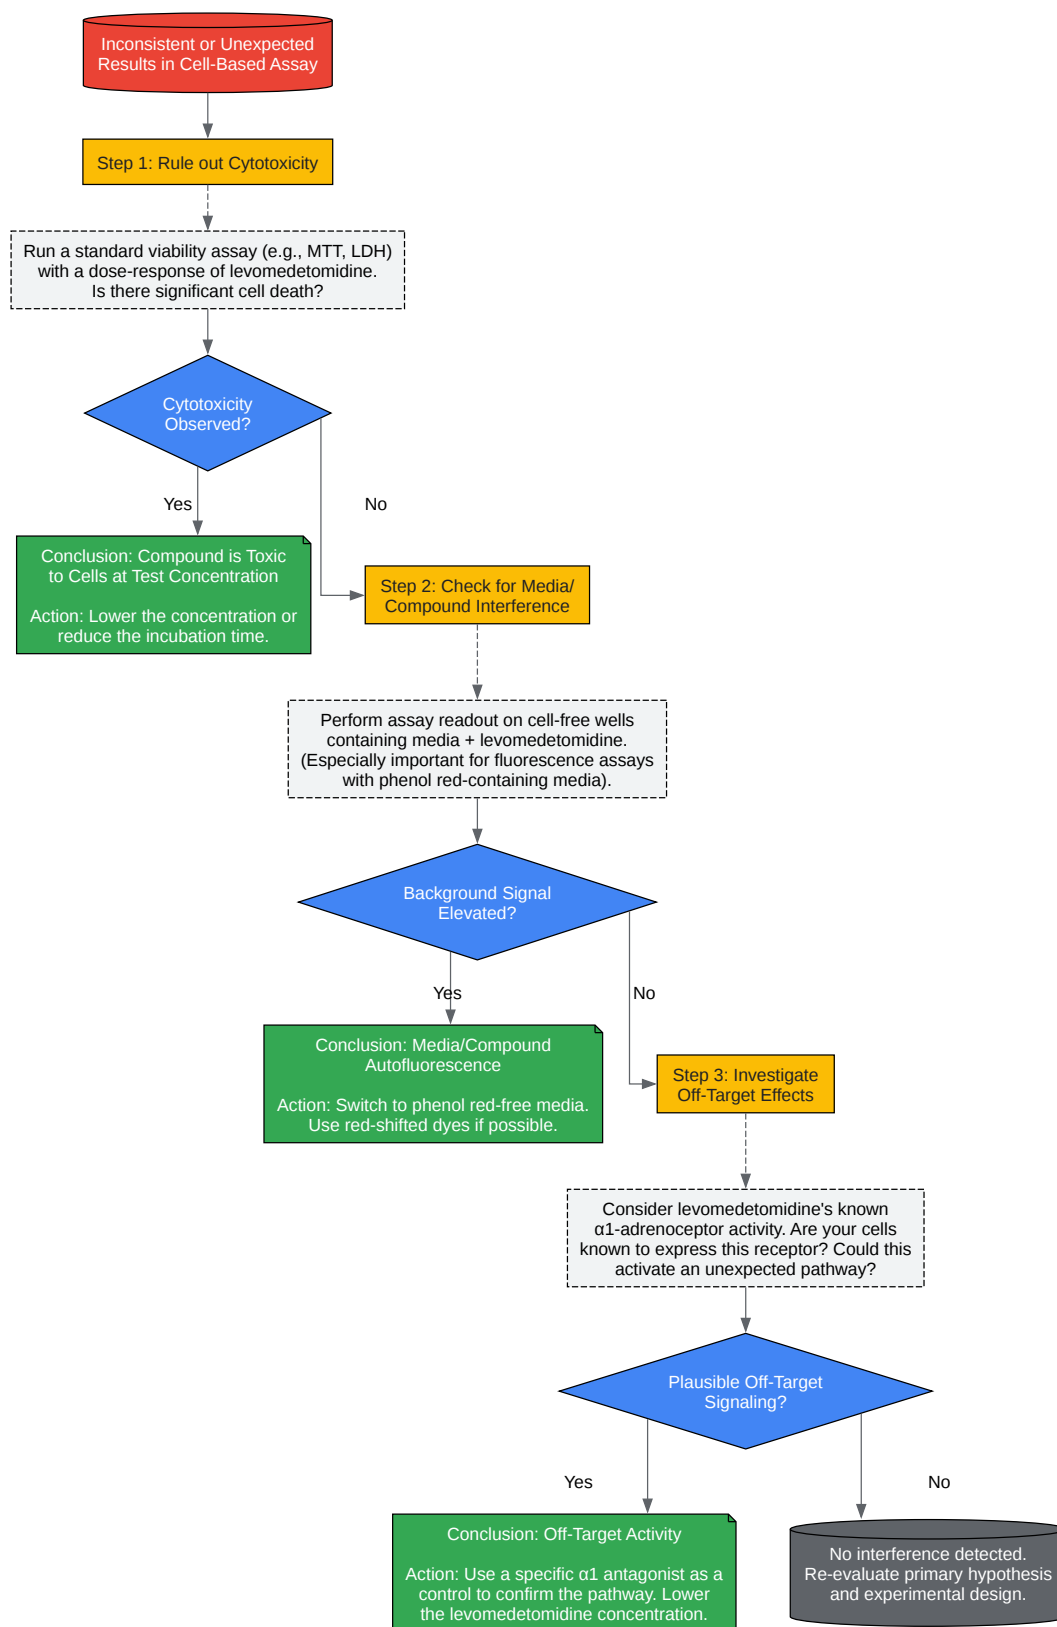 Inconsistent or Unexpected
Results in Cell-Based Assay
Step 1: Rule out Cytotoxicity
Run a standard viability assay (e.g., MTT, LDH)
with a dose-response of levomedetomidine.
Is there significant cell death?
Cytotoxicity
Observed?
Yes
No
Conclusion: Compound is Toxic
to Cells at Test Concentration
Action: Lower the concentration or
reduce the incubation time.
Step 2: Check for Media/
Compound Interference
Perform assay readout on cell-free wells
containing media + levomedetomidine.
(Especially important for fluorescence assays
with phenol red-containing media).
Background Signal
Elevated?
Yes
No
Conclusion: Media/Compound
Autofluorescence
Action: Switch to phenol red-free media.
Use red-shifted dyes if possible.
Step 3: Investigate
Off-Target Effects
Consider levomedetomidine's known
α1-adrenoceptor activity. Are your cells
known to express this receptor? Could this
activate an unexpected pathway?
Plausible Off-Target
Signaling?
Yes
No
Conclusion: Off-Target Activity
Action: Use a specific α1 antagonist as a
control to confirm the pathway. Lower
the levomedetomidine concentration.
No interference detected.
Re-evaluate primary hypothesis
and experimental design.